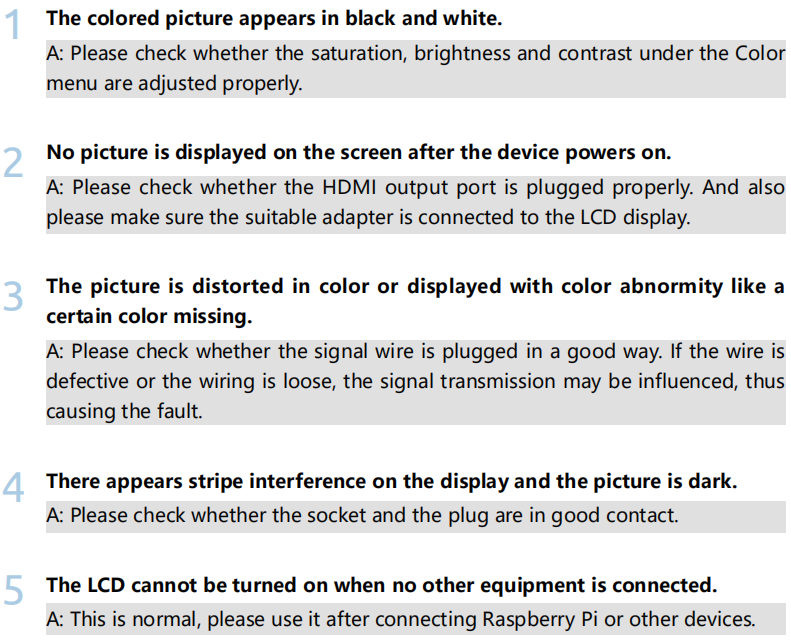 1
The colored picture appears in black and white.
A: Please check whether the saturation, brightness and contrast under the Color
menu are adjusted properly.
2
No picture is displayed on the screen after the device powers on.
A: Please check whether the HDMI output port is plugged properly. And also
please make sure the suitable adapter is connected to the LCD display.
3
The picture is distorted in color or displayed with color abnormity like a
certain color missing.
A: Please check whether the signal wire is plugged in a good way. If the wire is
defective or the wiring is loose, the signal transmission may be influenced, thus
causing the fault.
4
There appears stripe interference on the display and the picture is dark.
A: Please check whether the socket and the plug are in good contact.
5
The LCD cannot be turned on when no other equipment is connected.
A: This is normal, please use it after connecting Raspberry Pi or other devices.